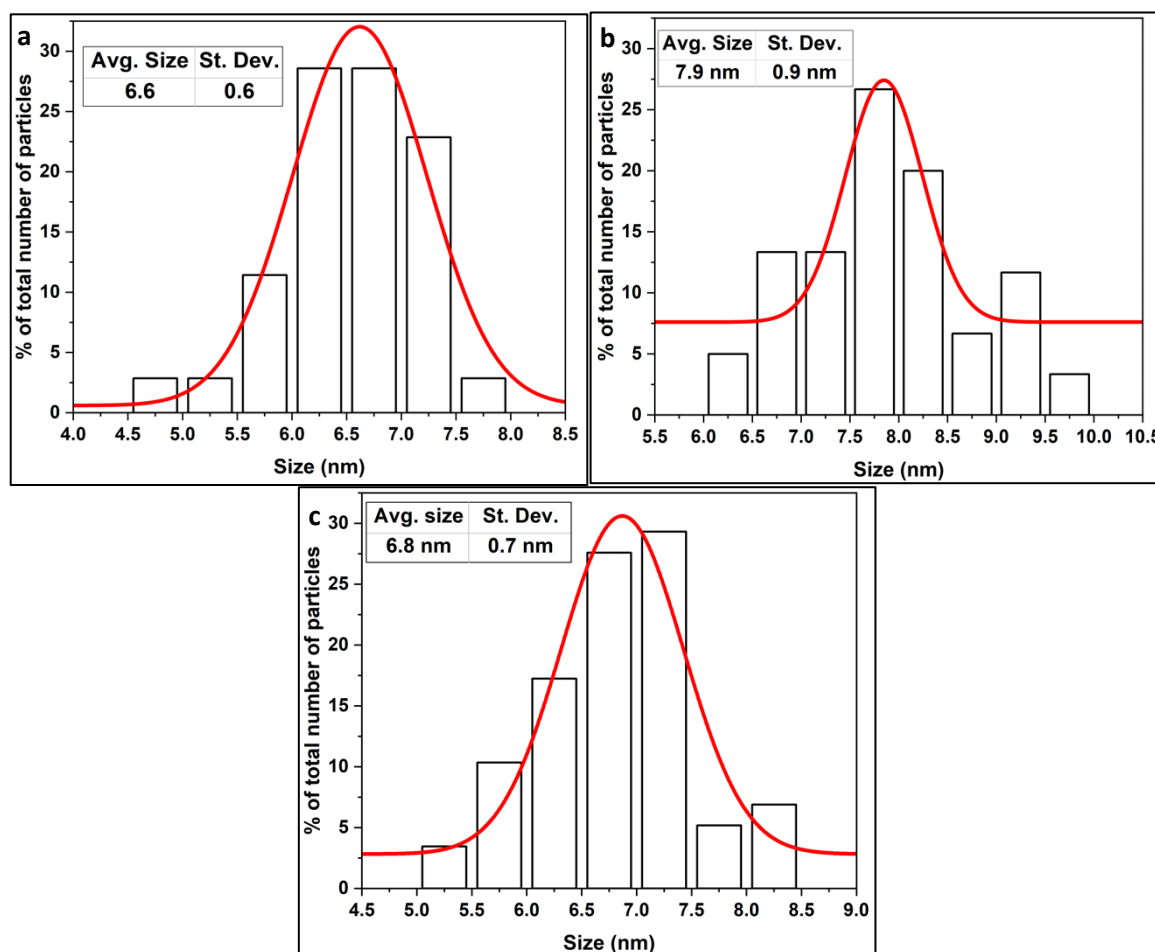 a
Avg. Size St. Dev.
6.6 0.6
% of total number of particles
30
25
20
15
10
5
0
4.0 4.5 5.0 5.5 6.0 6.5 7.0 7.5 8.0 8.5
Size (nm)
b
Avg. Size St. Dev.
7.9 nm 0.9 nm
% of total number of particles
30
25
20
15
10
5
0
5.5 6.0 6.5 7.0 7.5 8.0 8.5 9.0 9.5 10.0 10.5
Size (nm)
c
Avg. size St. Dev.
6.8 nm 0.7 nm
% of total number of particles
30
25
20
15
10
5
0
4.5 5.0 5.5 6.0 6.5 7.0 7.5 8.0 8.5 9.0
Size (nm)